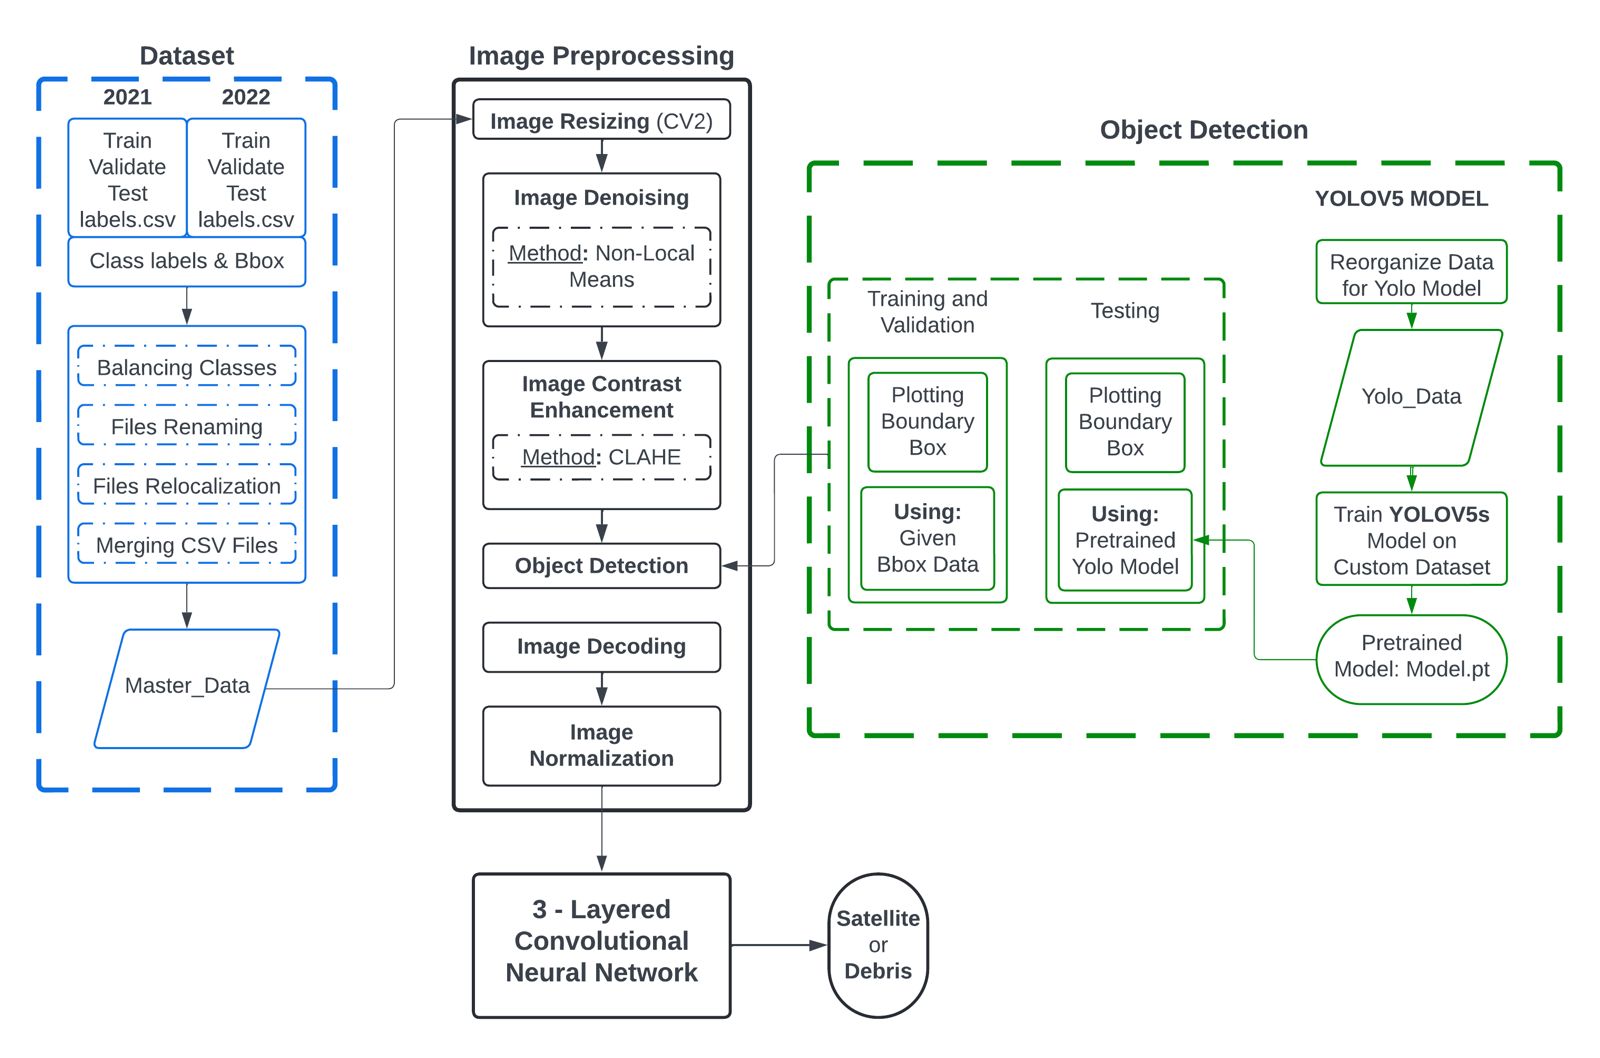 Dataset
2021
2022
Train
Validate
Test
labels.csv
Train
Validate
Test
labels.csv
Class labels & Bbox
Balancing Classes
Files Renaming
Files Relocalization
Merging CSV Files
Master_Data
Image Preprocessing
Image Resizing (CV2)
Image Denoising
Method: Non-Local
Means
Image Contrast
Enhancement
Method: CLAHE
Object Detection
Image Decoding
Image
Normalization
3 - Layered
Convolutional
Neural Network
Satellite
or
Debris
Object Detection
Training and
Validation
Plotting
Boundary
Box
Using:
Given
Bbox Data
Testing
Plotting
Boundary
Box
Using:
Pretrained
Yolo Model
YOLOV5 MODEL
Reorganize Data
for Yolo Model
Yolo_Data
Train YOLOV5s
Model on
Custom Dataset
Pretrained
Model: Model.pt